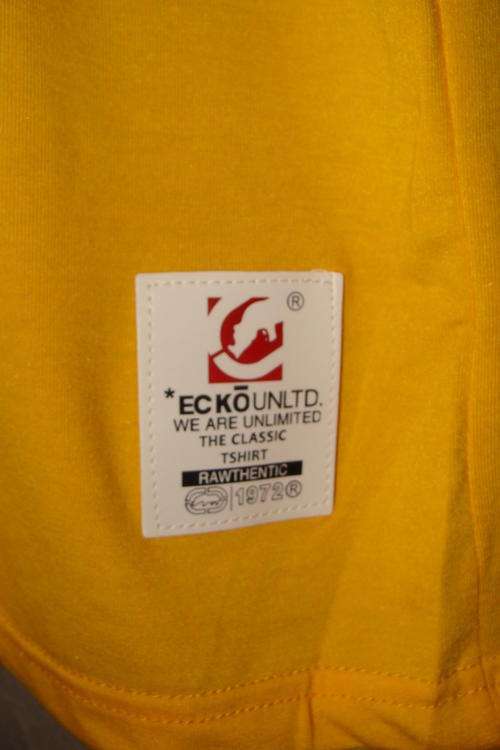 ®
*ECKŌUNLTD.
WE ARE UNLIMITED
THE CLASSIC
TSHIRT
RAWTHENTIC
1972®